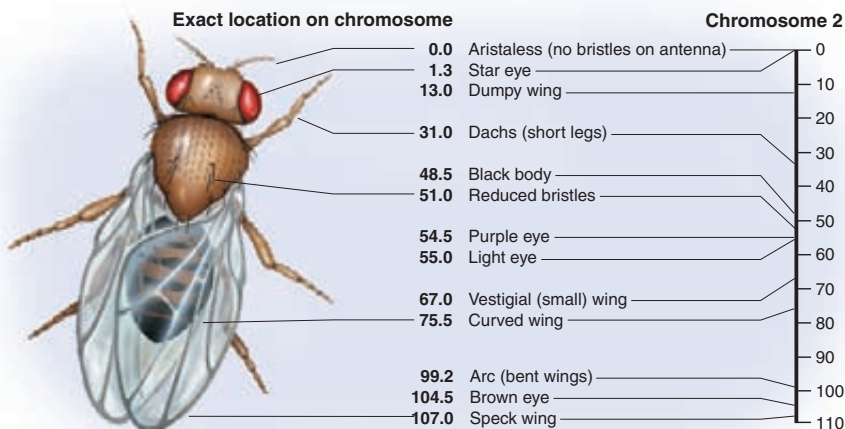 Exact location on chromosome Chromosome 2
0.0 Aristaless (no bristles on antenna) 0
1.3 Star eye
13.0 Dumpy wing 10
20
31.0 Dachs (short legs) 30
48.5 Black body 40
51.0 Reduced bristles 50
54.5 Purple eye
55.0 Light eye 60
67.0 Vestigial (small) wing 70
75.5 Curved wing 80
90
99.2 Arc (bent wings) 100
104.5 Brown eye
107.0 Speck wing 110